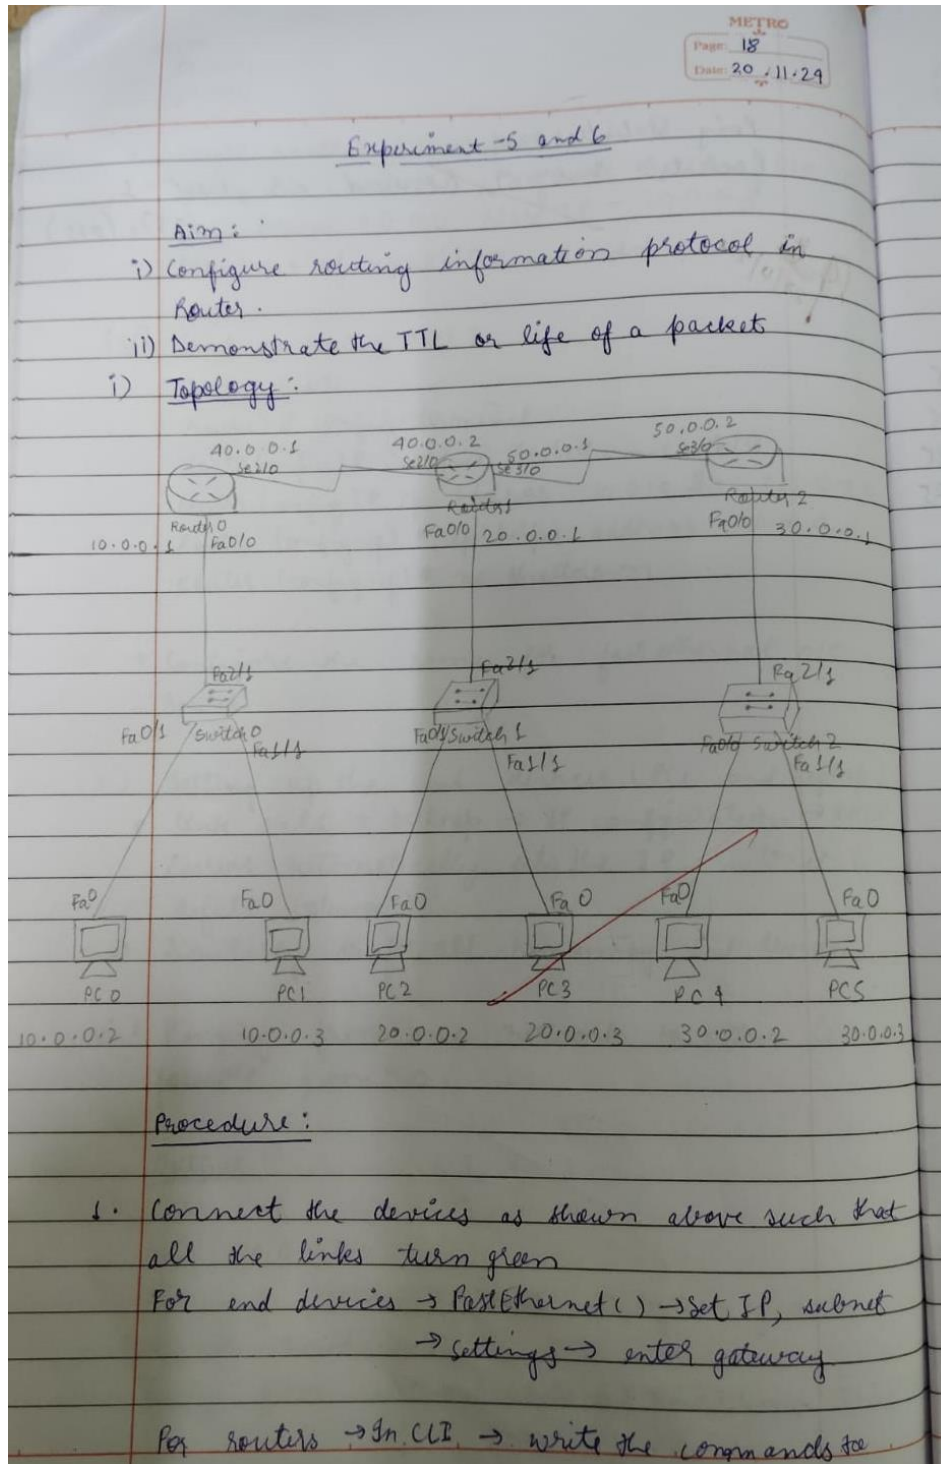 METRO
Page: 18
Date: 20.11.24
Experiment -5 and 6
Aim:
i) Configure routing information protocol in
Router.
ii) Demonstrate the TTL or life of a packet
i) Topology:
40.0.0.1 40.0.0.2 50.0.0.1 50.0.0.2
Se2/0 Se2/0 Se3/0 Se3/0
Router 0 Router 1 Router 2
10.0.0.1 Fa0/0 Fa0/0 20.0.0.1 Fa0/0 30.0.0.1
Fa2/1 Fa2/1 Fa2/1
Fa0/1 Switch 0 Fa0/1 Switch 1 Fa0/0 Switch 2
Fa1/1 Fa1/1 Fa1/1
Fa0 Fa0 Fa0 Fa0 Fa0 Fa0
PC0 PC1 PC2 PC3 PC4 PC5
10.0.0.2 10.0.0.3 20.0.0.2 20.0.0.3 30.0.0.2 30.0.0.3
Procedure:
1. Connect the devices as shown above such that
all the links turn green
For end devices → FastEthernet() → Set IP, subnet
→ Settings → enter gateway
For routers → In CLI → write the commands to